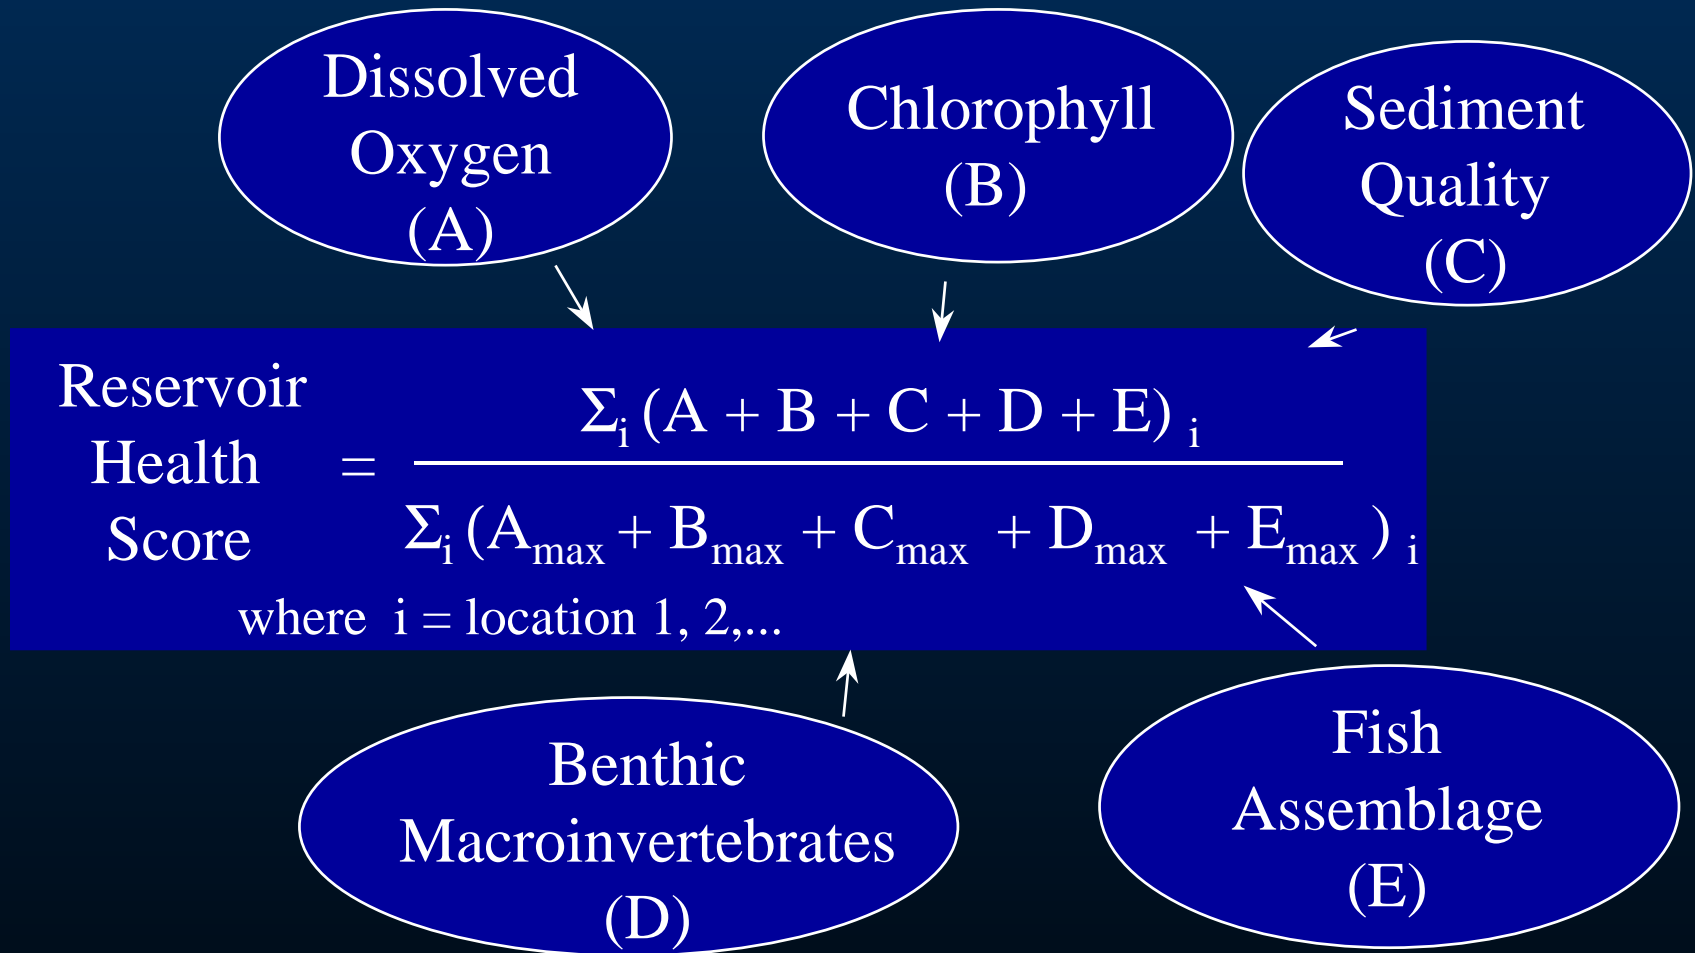 Dissolved
Oxygen
(A)
Chlorophyll
(B)
Sediment
Quality
(C)
Reservoir
Health
Score
=
Σi (A + B + C + D + E) i
Σi (Amax + Bmax + Cmax + Dmax + Emax ) i
where i = location 1, 2,...
Benthic
Macroinvertebrates
(D)
Fish
Assemblage
(E)